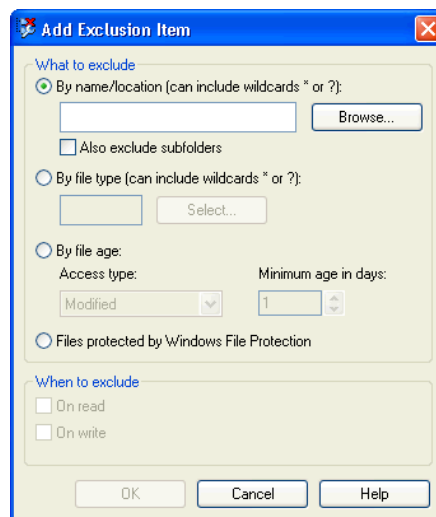 Add Exclusion Item
What to exclude
By name/location (can include wildcards * or ?):
Browse...
Also exclude subfolders
By file type (can include wildcards * or ?):
Select...
By file age:
Access type: Minimum age in days:
Modified 1
Files protected by Windows File Protection
When to exclude
On read
On write
OK Cancel Help